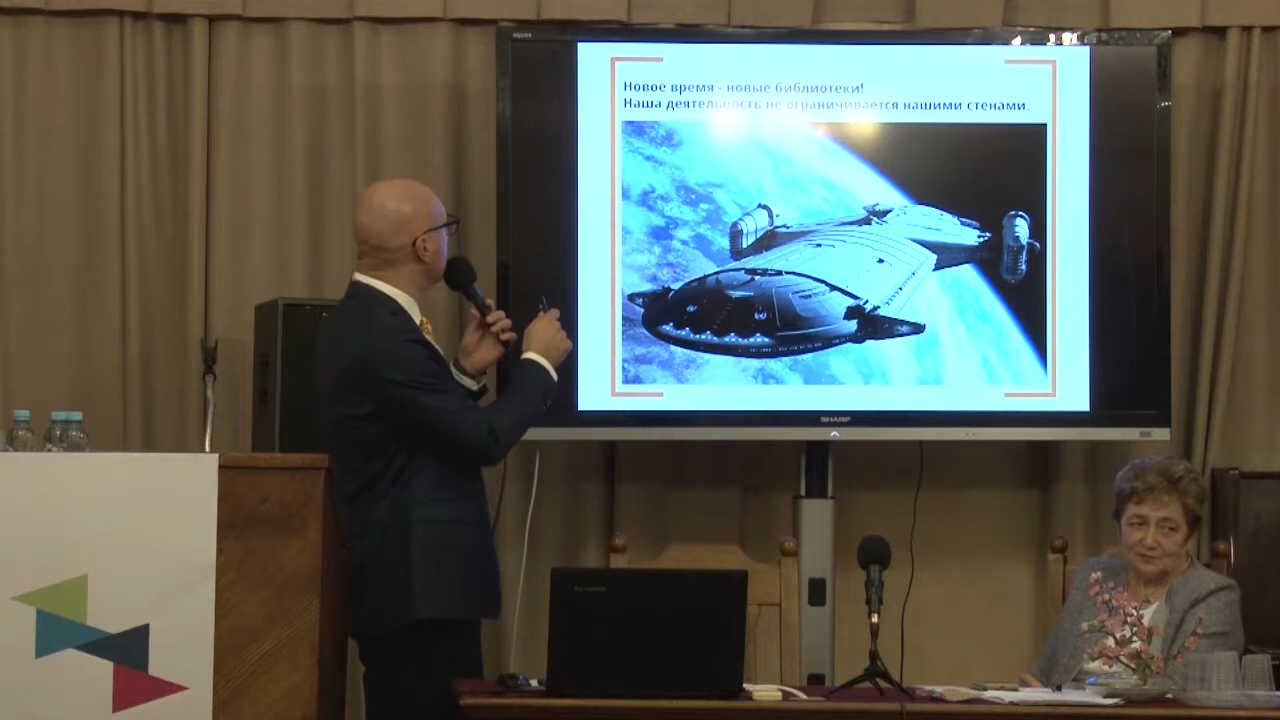 Новое время - новые библиотеки!
Наша деятельность не ограничивается нашими стенами.
SHARP